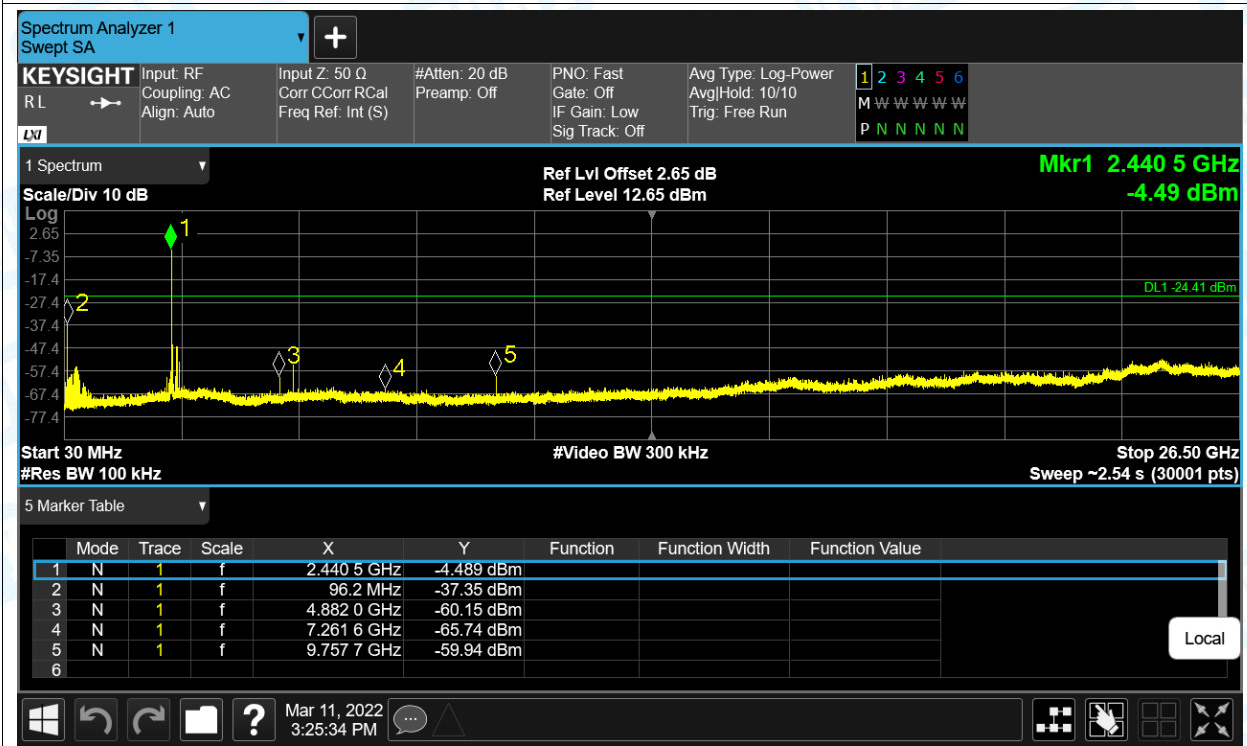 Spectrum Analyzer 1
Swept SA
KEYSIGHT Input: RF Input Z: 50 Ω #Atten: 20 dB PNO: Fast Avg Type: Log-Power 1 2 3 4 5 6
R L Coupling: AC Corr CCorr RCal Preamp: Off Gate: Off Avg|Hold: 10/10 M W W W W W W
Align: Auto Freq Ref: Int (S) IF Gain: Low Trig: Free Run
LXI Sig Track: Off P N N N N N N
1 Spectrum Ref Lvl Offset 2.65 dB Mkr1 2.440 5 GHz
Scale/Div 10 dB Ref Level 12.65 dBm -4.49 dBm
Log
2.65 1
-7.35
-17.4
DL1 -24.41 dBm
-27.4 2
-37.4
-47.4 3 5
-57.4 4
-67.4
-77.4
Start 30 MHz #Video BW 300 kHz Stop 26.50 GHz
#Res BW 100 kHz Sweep ~2.54 s (30001 pts)
5 Marker Table
Mode Trace Scale X Y Function Function Width Function Value
1 N 1 f 2.440 5 GHz -4.489 dBm
2 N 1 f 96.2 MHz -37.35 dBm
3 N 1 f 4.882 0 GHz -60.15 dBm
4 N 1 f 7.261 6 GHz -65.74 dBm
5 N 1 f 9.757 7 GHz -59.94 dBm
6
Local
? Mar 11, 2022
3:25:34 PM